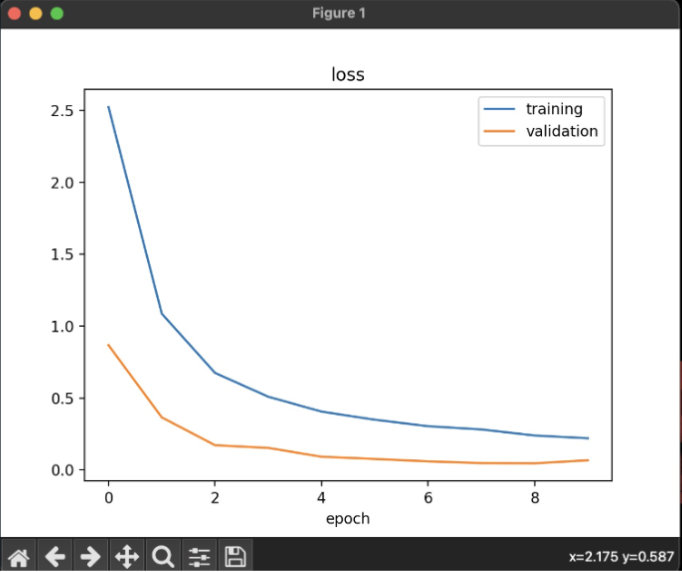 Figure 1
loss
training
validation
2.5
2.0
1.5
1.0
0.5
0.0
0 2 4 6 8
epoch
x=2.175 y=0.587